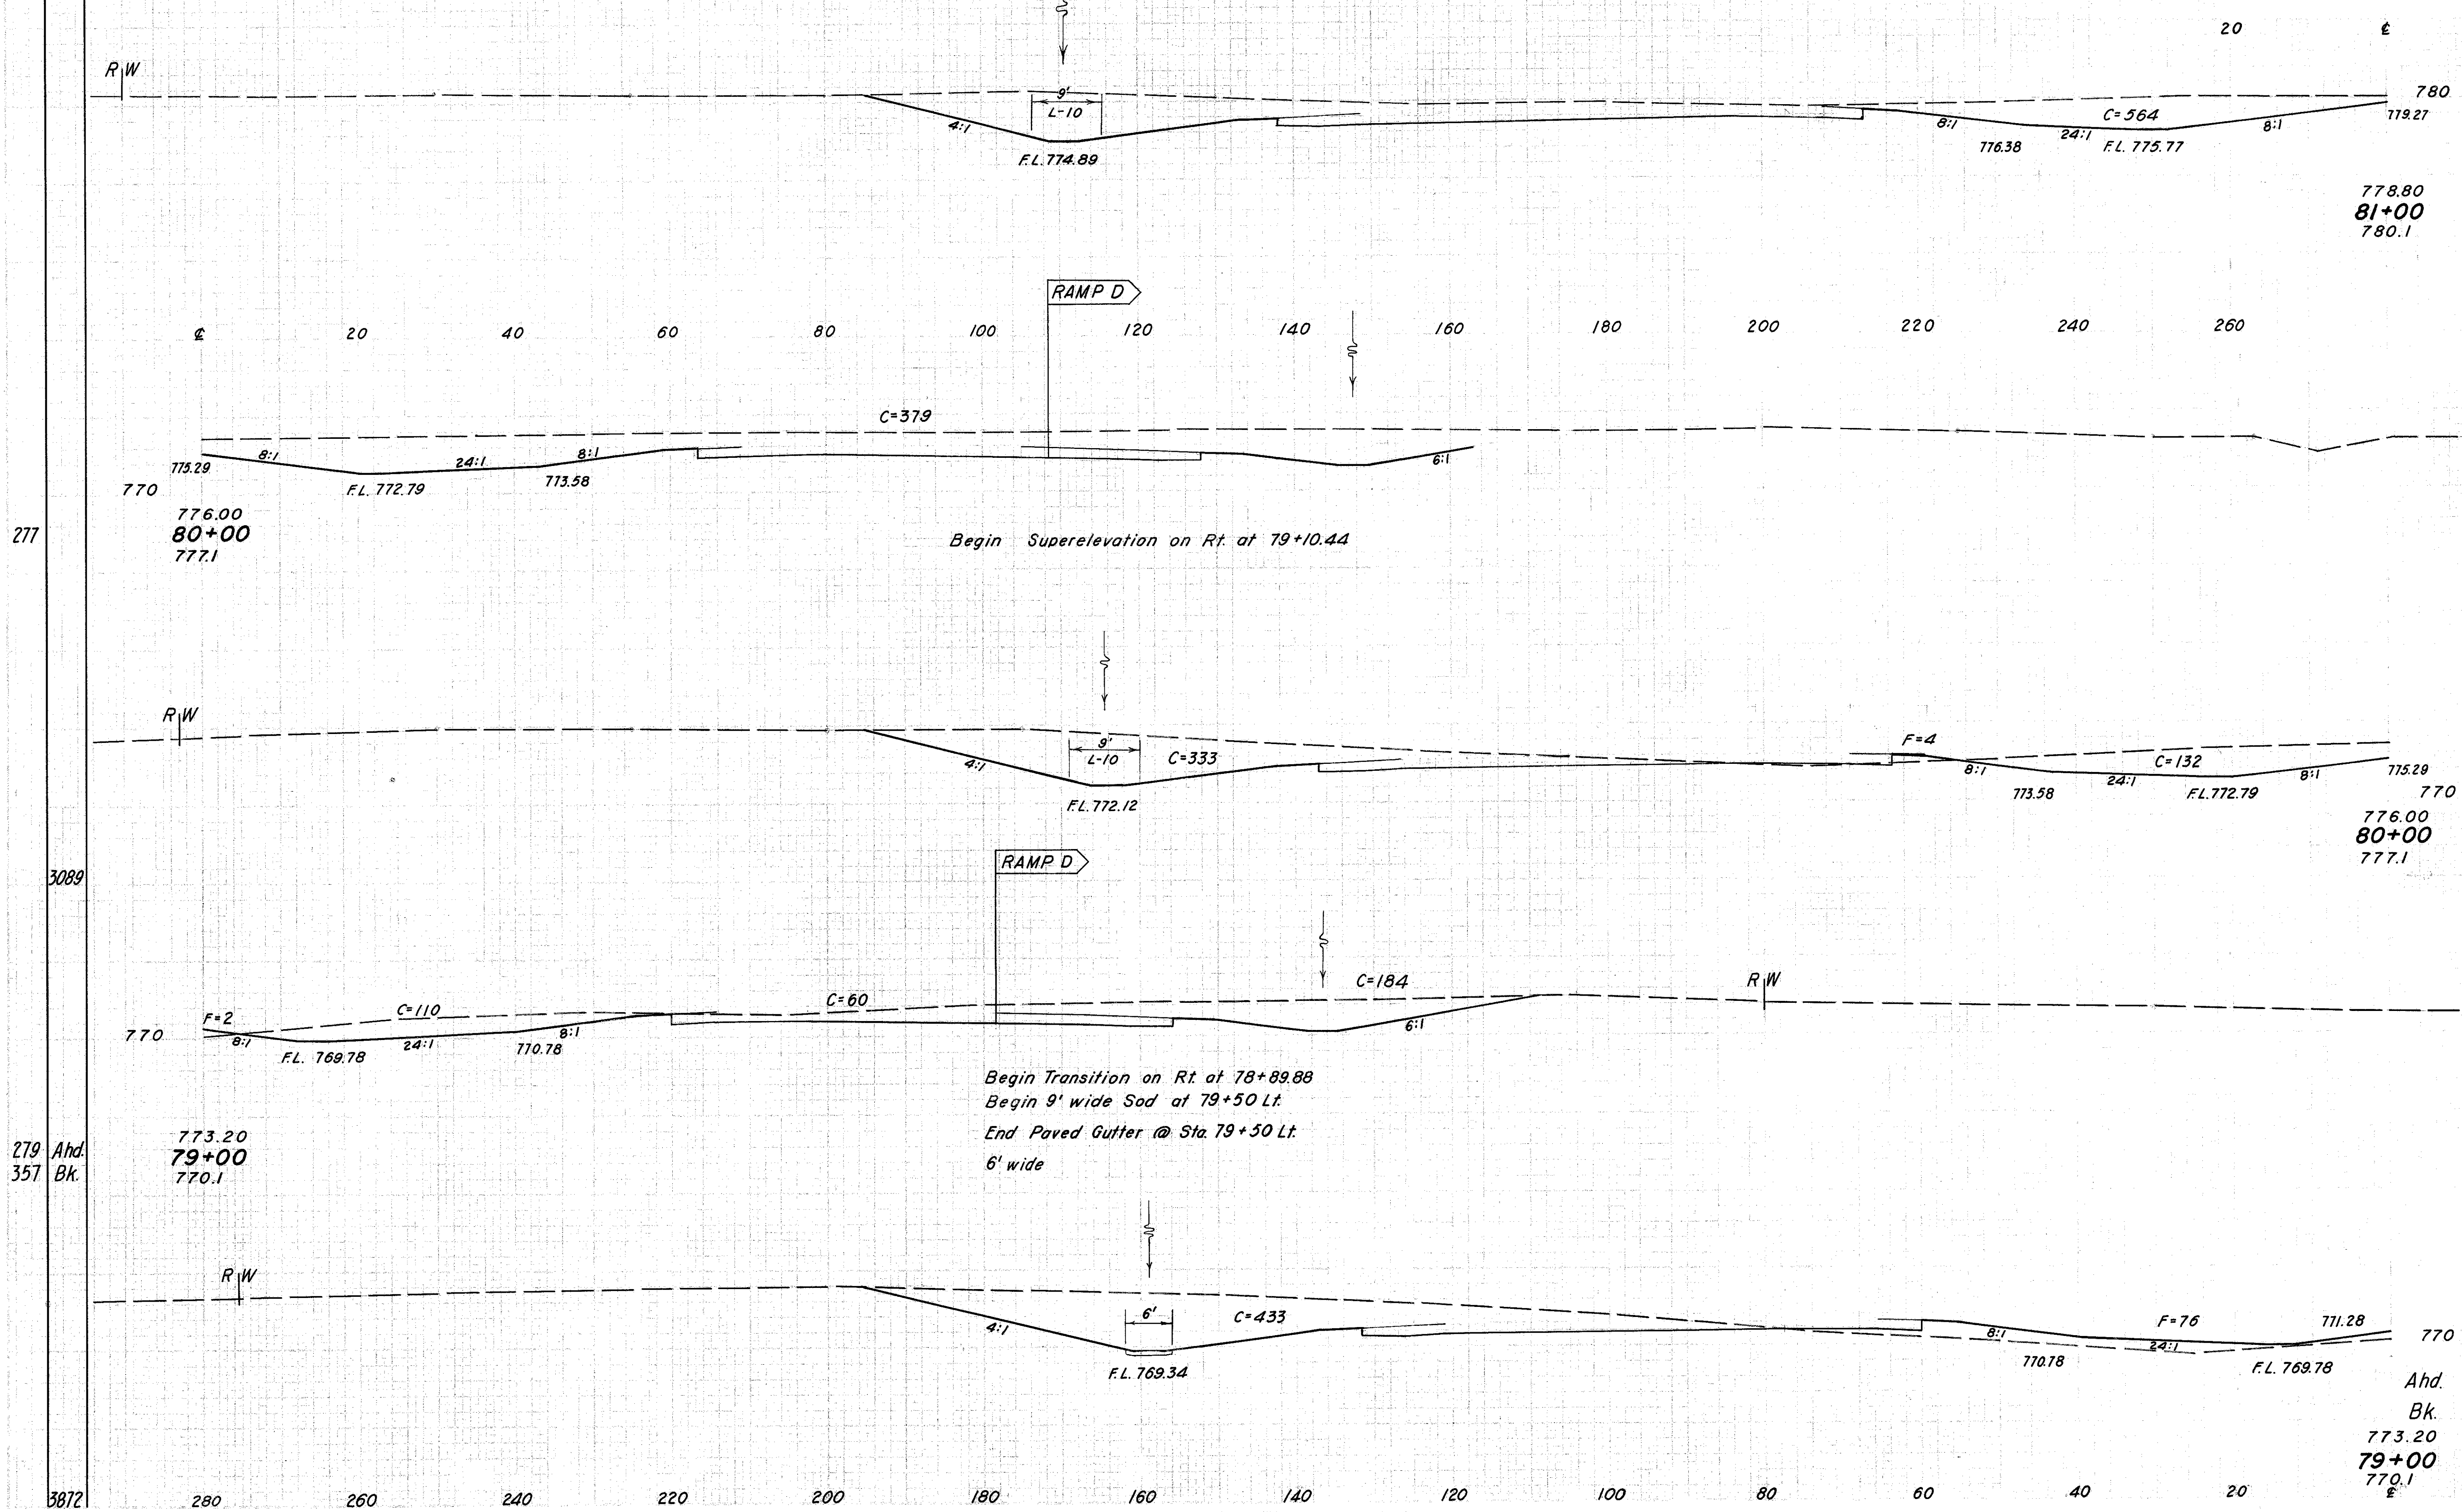 20 ℄
R W
780
9'
L-10
C=564
779.27
4:1
8:1
24:1
8:1
F.L. 774.89
776.38
F.L. 775.77
778.80
81+00
780.1
RAMP D
℄ 20 40 60 80 100 120 140 160 180 200 220 240 260
C=379
775.29
8:1
24:1
8:1
6:1
770
F.L. 772.79
773.58
776.00
80+00
777.1
277
Begin Superelevation on Rt. at 79+10.44
R W
9'
L-10
C=333
F=4
C=132
4:1
8:1
24:1
8:1
775.29
F.L. 772.12
773.58
F.L. 772.79
770
776.00
80+00
777.1
RAMP D
3089
C=184
R W
F=2
C=110
C=60
770
8:1
24:1
8:1
6:1
F.L. 769.78
770.78
Begin Transition on Rt. at 78+89.88
Begin 9' wide Sod at 79+50 Lt.
End Paved Gutter @ Sta. 79+50 Lt.
6' wide
773.20
79+00
770.1
279 Ahd.
357 Bk.
R W
6'
C=433
F=76
771.28
4:1
8:1
24:1
770
F.L. 769.34
770.78
F.L. 769.78
Ahd.
Bk.
773.20
79+00
770.1
3872
280 260 240 220 200 180 160 140 120 100 80 60 40 20 ℄